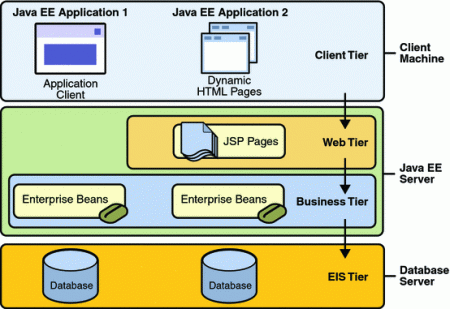 Java EE Application 1
Java EE Application 2
Application
Client
Dynamic
HTML Pages
Client Tier
Client
Machine
JSP Pages
Web Tier
Java EE
Server
Enterprise Beans
Enterprise Beans
Business Tier
Database
Database
EIS Tier
Database
Server